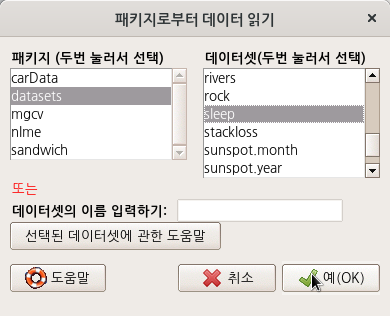 패키지로부터 데이터 읽기
패키지 (두번 눌러서 선택)
carData
datasets
mgcv
nlme
sandwich
데이터셋(두번 눌러서 선택)
rivers
rock
sleep
stackloss
sunspot.month
sunspot.year
또는
데이터셋의 이름 입력하기:
선택된 데이터셋에 관한 도움말
도움말
취소
예(OK)